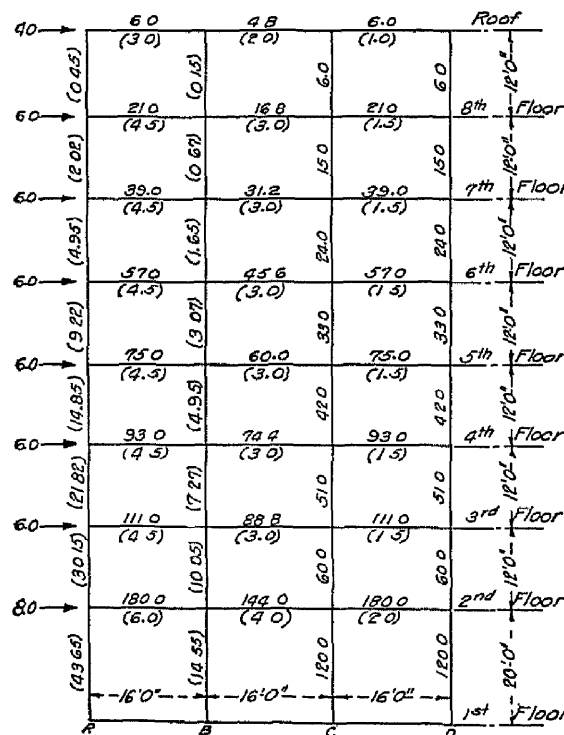 6 0 4 8 6.0 Roof
4.0 (3 0) (2 0) (1.0)
(0 45) (0 15) 6.0 6 0 12'0"
21 0 16 8 21 0 8th Floor
6.0 (4.5) (3.0) (1.5)
(2 02) (0 67) 15 0 15 0 12'0"
39.0 31.2 39.0 7th Floor
6.0 (4.5) (3.0) (1.5)
(4.95) (1.65) 24.0 24 0 12'0"
57 0 45 6 57 0 6th Floor
6.0 (4.5) (3.0) (1 5)
(9 22) (3 07) 33 0 33 0 12'0"
75 0 60.0 75.0 5th Floor
6.0 (4.5) (3.0) (1.5)
(14.85) (4.95) 42 0 42 0 12'0"
93 0 74 4 93 0 4th Floor
6.0 (4 5) (3 0) (1 5)
(21 82) (7 27) 51 0 51 0 12'0"
111 0 88 8 111 0 3rd Floor
6.0 (4 5) (3.0) (1 5)
(30 15) (10 05) 60 0 60 0 12'0"
180 0 144 0 180 0 2nd Floor
8.0 (6.0) (4 0) (2 0)
(43 65) (14.55) 120 0 120 0 20'0"
16'0" 16'0" 16'0" 1st Floor
A B C D